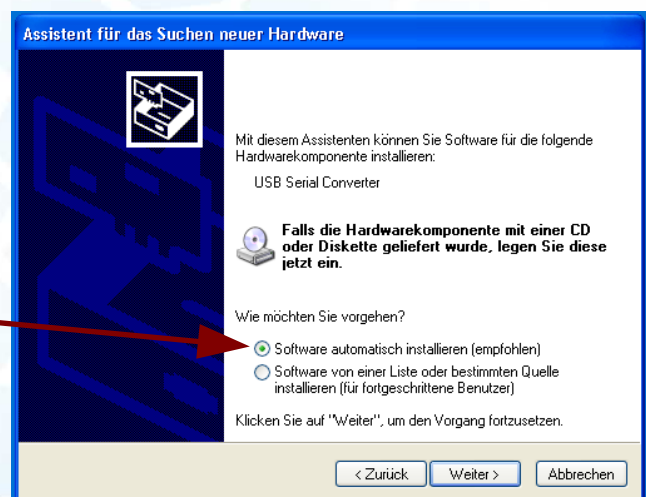 Assistent für das Suchen neuer Hardware
Mit diesem Assistenten können Sie Software für die folgende
Hardwarekomponente installieren:
USB Serial Converter
Falls die Hardwarekomponente mit einer CD
oder Diskette geliefert wurde, legen Sie diese
jetzt ein.
Wie möchten Sie vorgehen?
Software automatisch installieren (empfohlen)
Software von einer Liste oder bestimmten Quelle
installieren (für fortgeschrittene Benutzer)
Klicken Sie auf "Weiter", um den Vorgang fortzusetzen.
< Zurück Weiter > Abbrechen